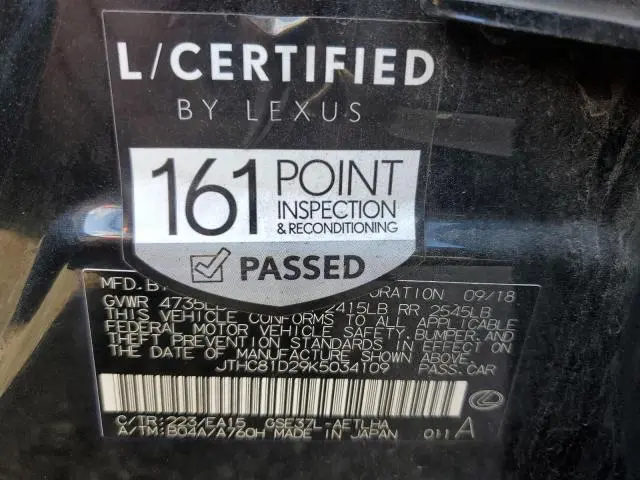 L/CERTIFIED
BY LEXUS
161 POINT
INSPECTION
& RECONDITIONING
PASSED
MFD. BY ORATION 09/18
GVWR 4735LB 415LB RR 2545LB
THIS VEHICLE CONFORMS TO ALL APPLICABLE
FEDERAL MOTOR VEHICLE SAFETY, BUMPER, AND
THEFT PREVENTION STANDARDS IN EFFECT ON
THE DATE OF MANUFACTURE SHOWN ABOVE.
JTHC81D29K5034109 PASS. CAR
C/TR: 223/EA15 GSE37L-AETLHA
A/TM: B04A/A760H MADE IN JAPAN 011 A